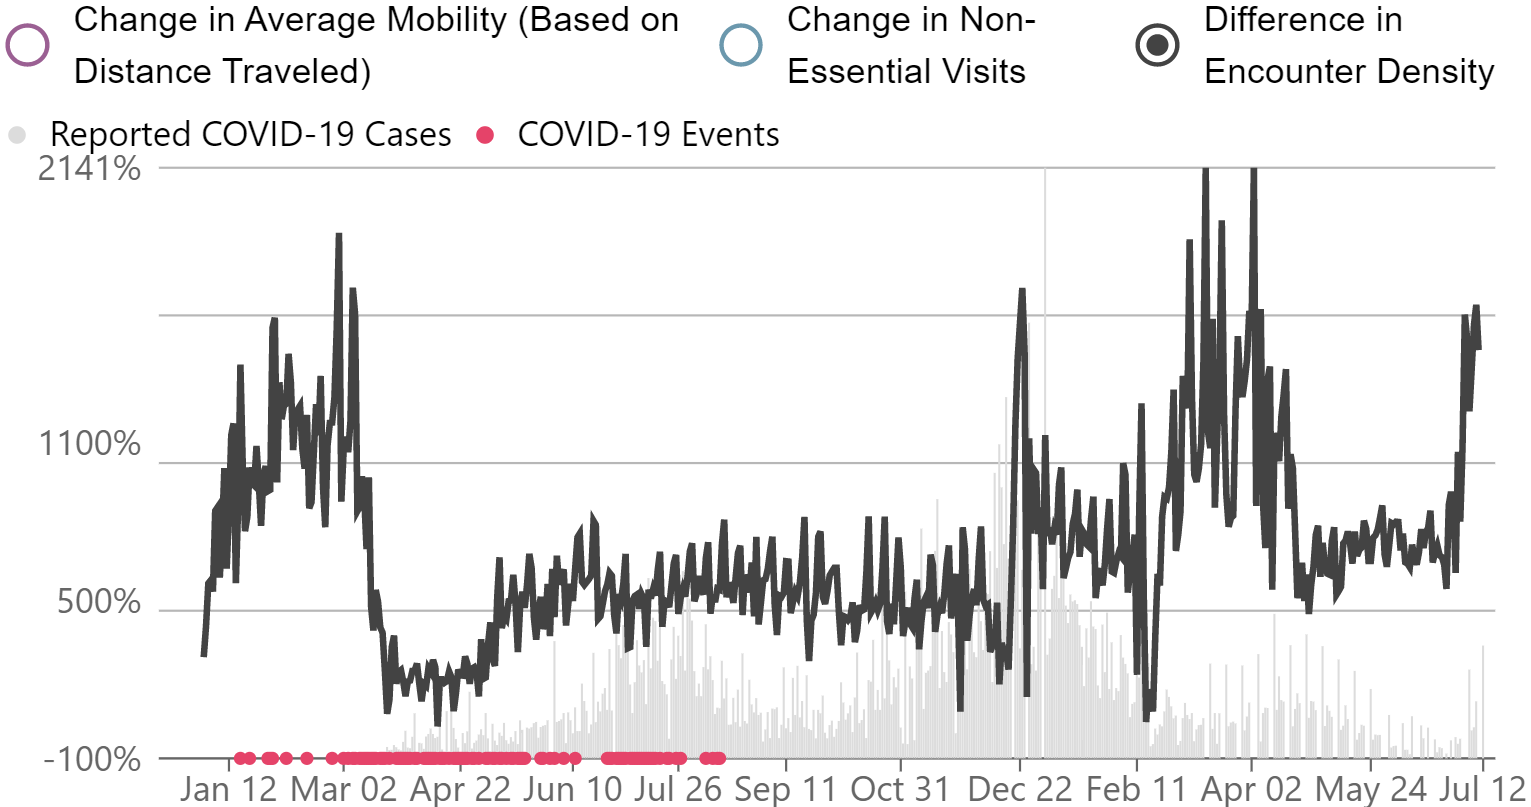 Change in Average Mobility (Based on
Distance Traveled)
Change in Non-
Essential Visits
Difference in
Encounter Density
Reported COVID-19 Cases
COVID-19 Events
2141%
1100%
500%
-100%
Jan 12 Mar 02 Apr 22 Jun 10 Jul 26 Sep 11 Oct 31 Dec 22 Feb 11 Apr 02 May 24 Jul 12